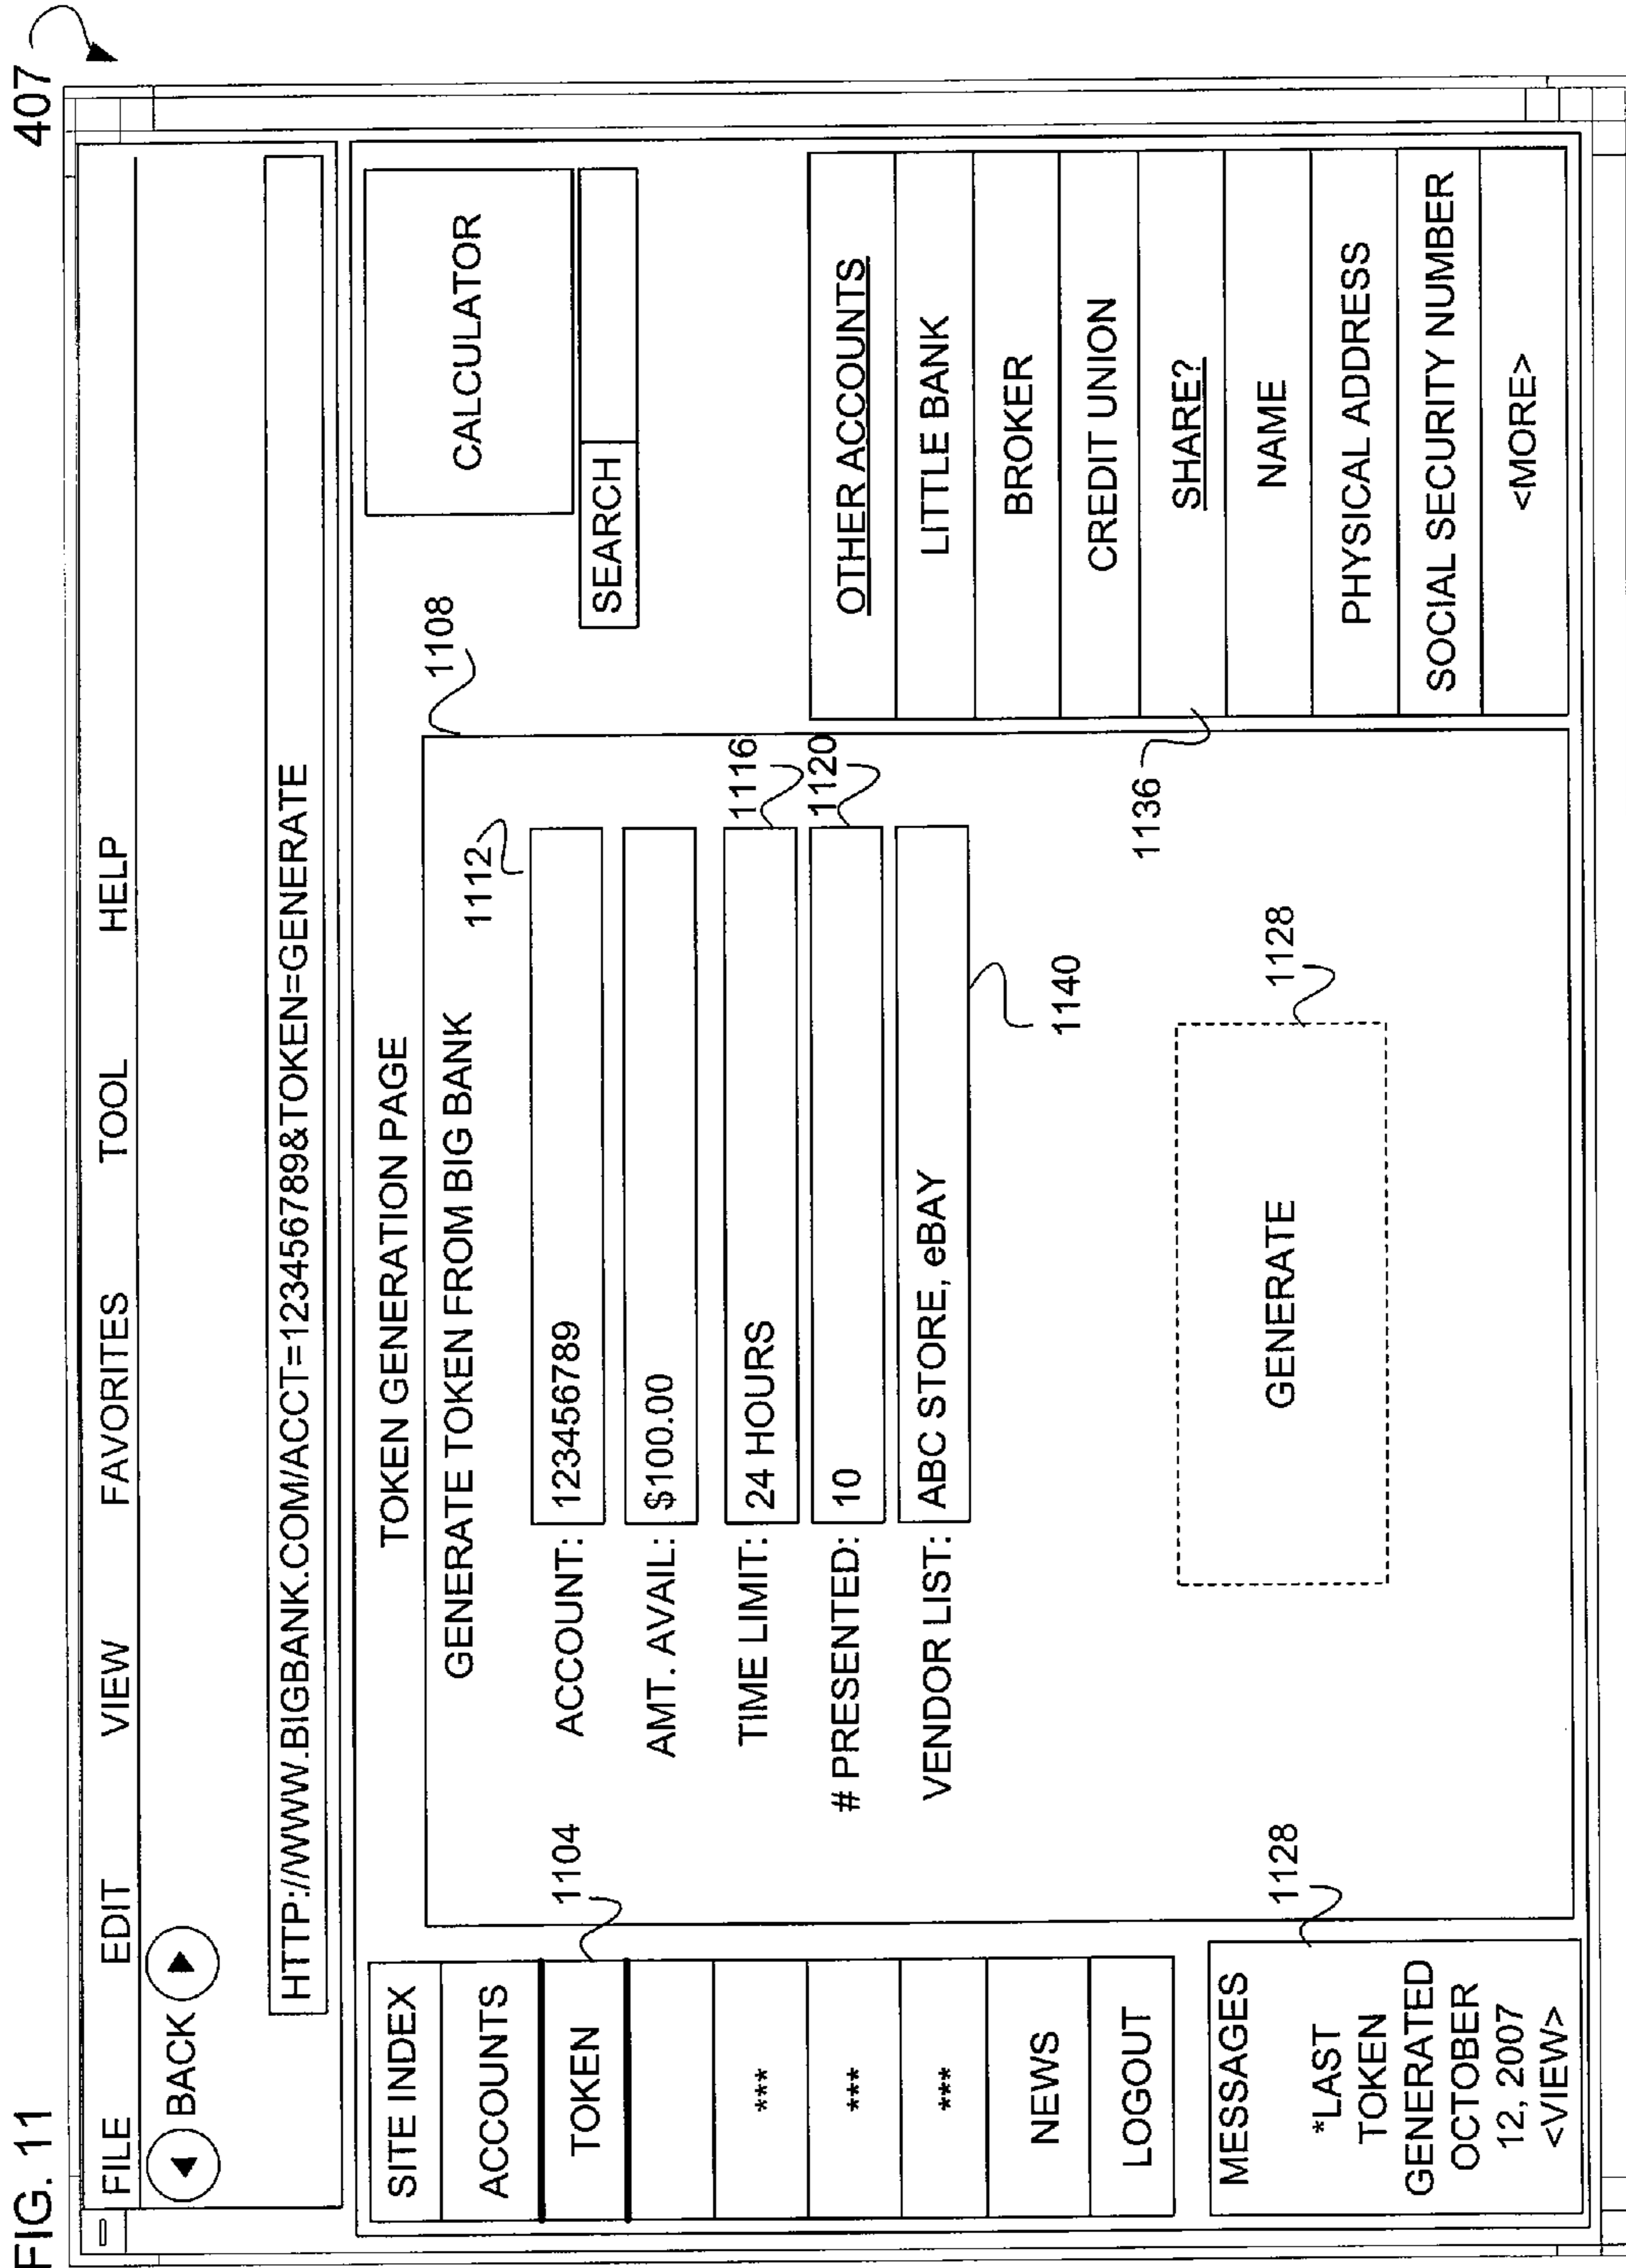 FIG. 11
407
FILE EDIT VIEW FAVORITES TOOL HELP
BACK
HTTP://WWW.BIGBANK.COM/ACCT=123456789&TOKEN=GENERATE
SITE INDEX
ACCOUNTS
TOKEN
***
***
***
NEWS
LOGOUT
1104
MESSAGES
*LAST
TOKEN
GENERATED
OCTOBER
12, 2007
<VIEW>
1128
TOKEN GENERATION PAGE
1108
GENERATE TOKEN FROM BIG BANK
1112
ACCOUNT: 123456789
AMT. AVAIL: $100.00
TIME LIMIT: 24 HOURS
1116
# PRESENTED: 10
1120
VENDOR LIST: ABC STORE, eBAY
1140
GENERATE
1128
CALCULATOR
SEARCH
OTHER ACCOUNTS
LITTLE BANK
BROKER
CREDIT UNION
SHARE?
1136
NAME
PHYSICAL ADDRESS
SOCIAL SECURITY NUMBER
<MORE>